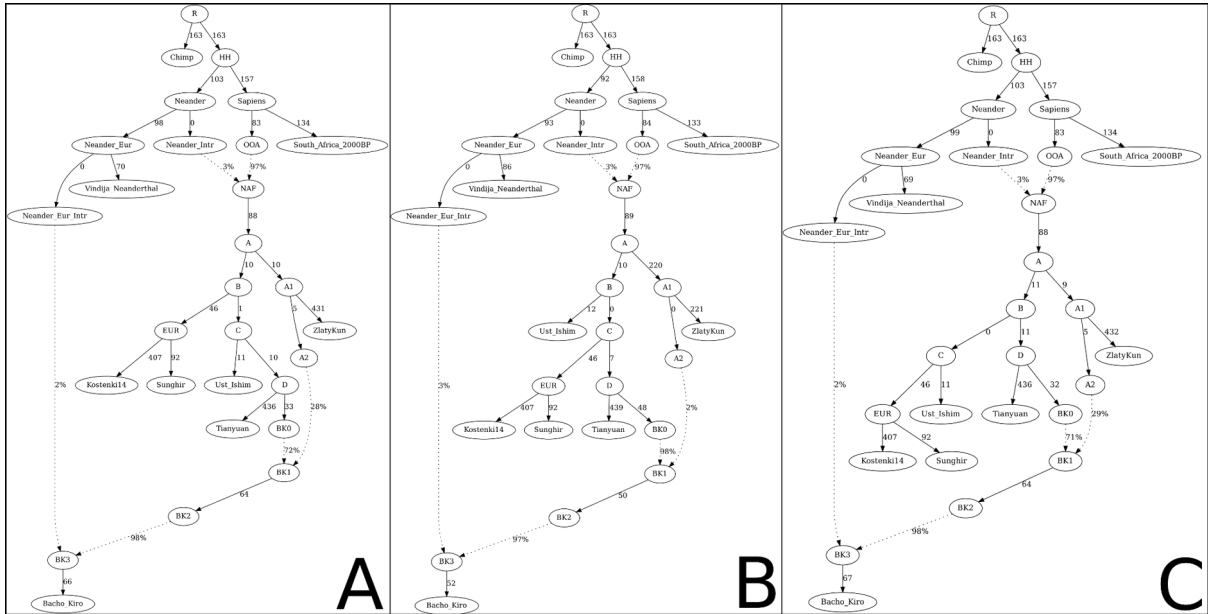 R
163 163
Chimp HH
103 157
Neander Sapiens
98 0 83 134
Neander_Eur Neander_Intr OOA South_Africa_2000BP
0 70 3% 97%
Vindija_Neanderthal NAF
Neander_Eur_Intr
88
A
10 10
B A1
46 1 5 431
EUR C ZlatyKun
407 92 11 10 A2
Kostenki14 Sunghir Ust_Ishim D
2% 436 33 28%
Tianyuan BK0
72%
BK1
64
BK2
98%
BK3
66
Bacho_Kiro
A
R
163 163
Chimp HH
92 158
Neander Sapiens
93 0 84 133
Neander_Eur Neander_Intr OOA South_Africa_2000BP
0 86 3% 97%
Vindija_Neanderthal NAF
Neander_Eur_Intr
89
A
10 220
B A1
12 0 0 221
Ust_Ishim C ZlatyKun
46 7 A2
EUR D
3% 407 92 439 48 2%
Kostenki14 Sunghir Tianyuan BK0
98%
BK1
50
BK2
97%
BK3
52
Bacho_Kiro
B
R
163 163
Chimp HH
103 157
Neander Sapiens
99 0 83 134
Neander_Eur Neander_Intr OOA South_Africa_2000BP
0 69 3% 97%
Vindija_Neanderthal NAF
Neander_Eur_Intr
88
A
11 9
B A1
0 11 5 432
C D ZlatyKun
46 11 436 32 A2
EUR Ust_Ishim Tianyuan BK0
2% 407 92 71% 29%
Kostenki14 Sunghir BK1
64
BK2
98%
BK3
67
Bacho_Kiro
C